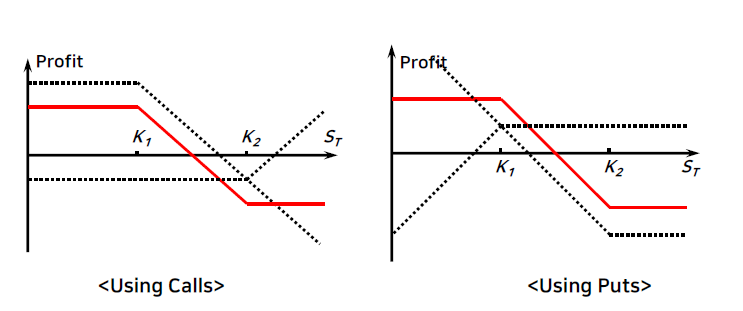 Profit
K1 K2 ST
<Using Calls>
Profit
K1 K2 ST
<Using Puts>